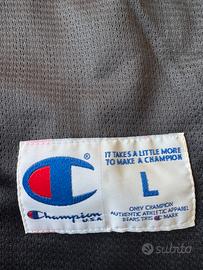 IT TAKES A LITTLE MORE
TO MAKE A CHAMPION
Champion
U.S.A.
L
ONLY CHAMPION
AUTHENTIC ATHLETIC APPAREL
BEARS THIS C MARK
subito